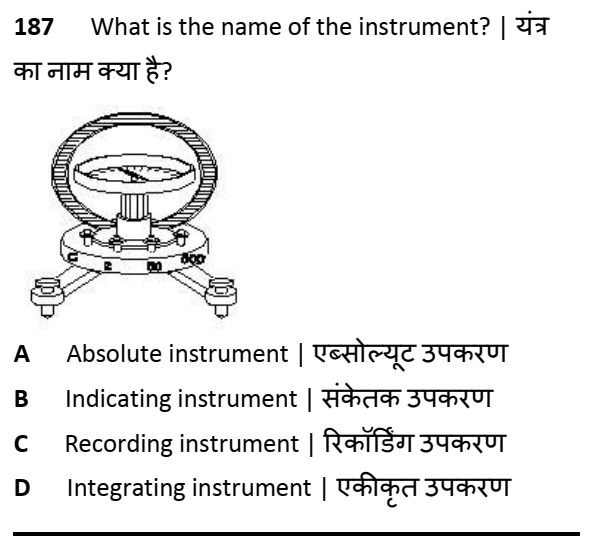 187 What is the name of the instrument? | यंत्र
का नाम क्या है?
2 50 500
A Absolute instrument | एब्सोल्यूट उपकरण
B Indicating instrument | संकेतक उपकरण
C Recording instrument | रिकॉर्डिंग उपकरण
D Integrating instrument | एकीकृत उपकरण